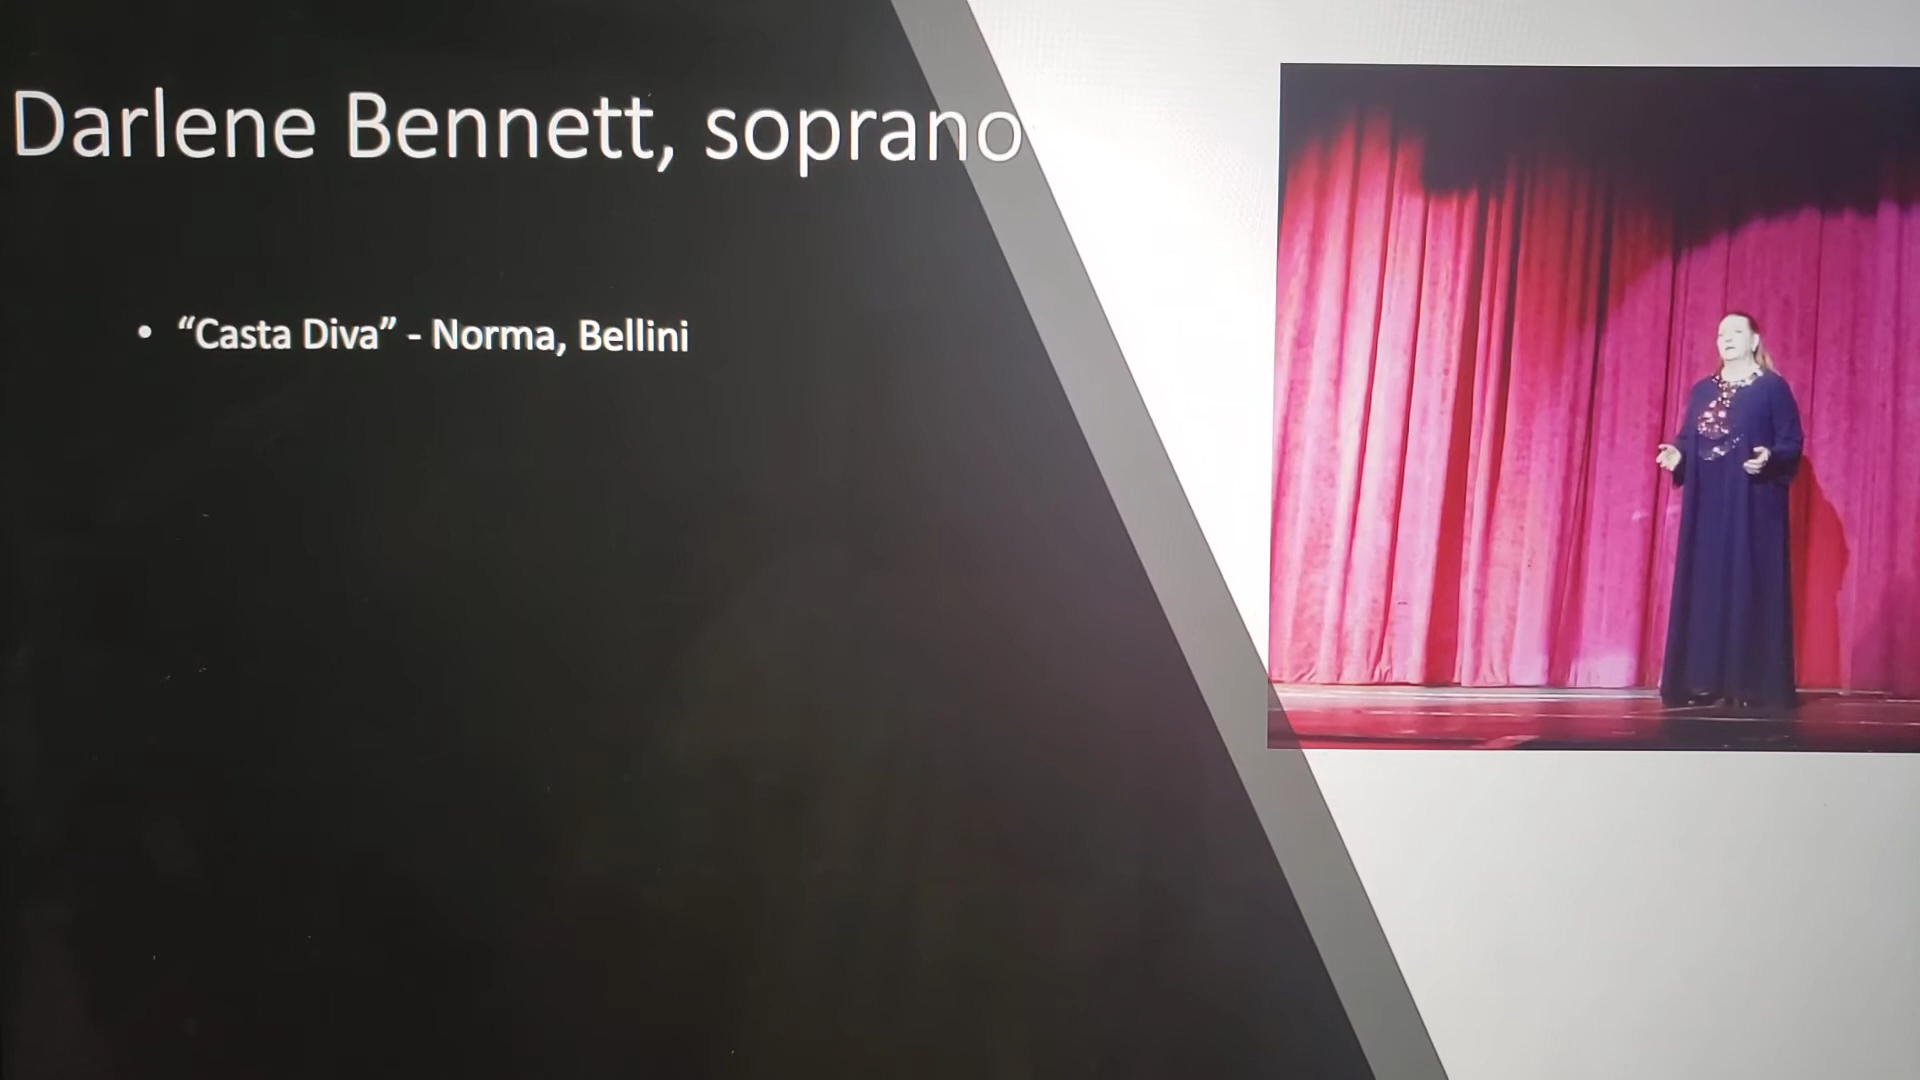 Darlene Bennett, soprano
• “Casta Diva” - Norma, Bellini